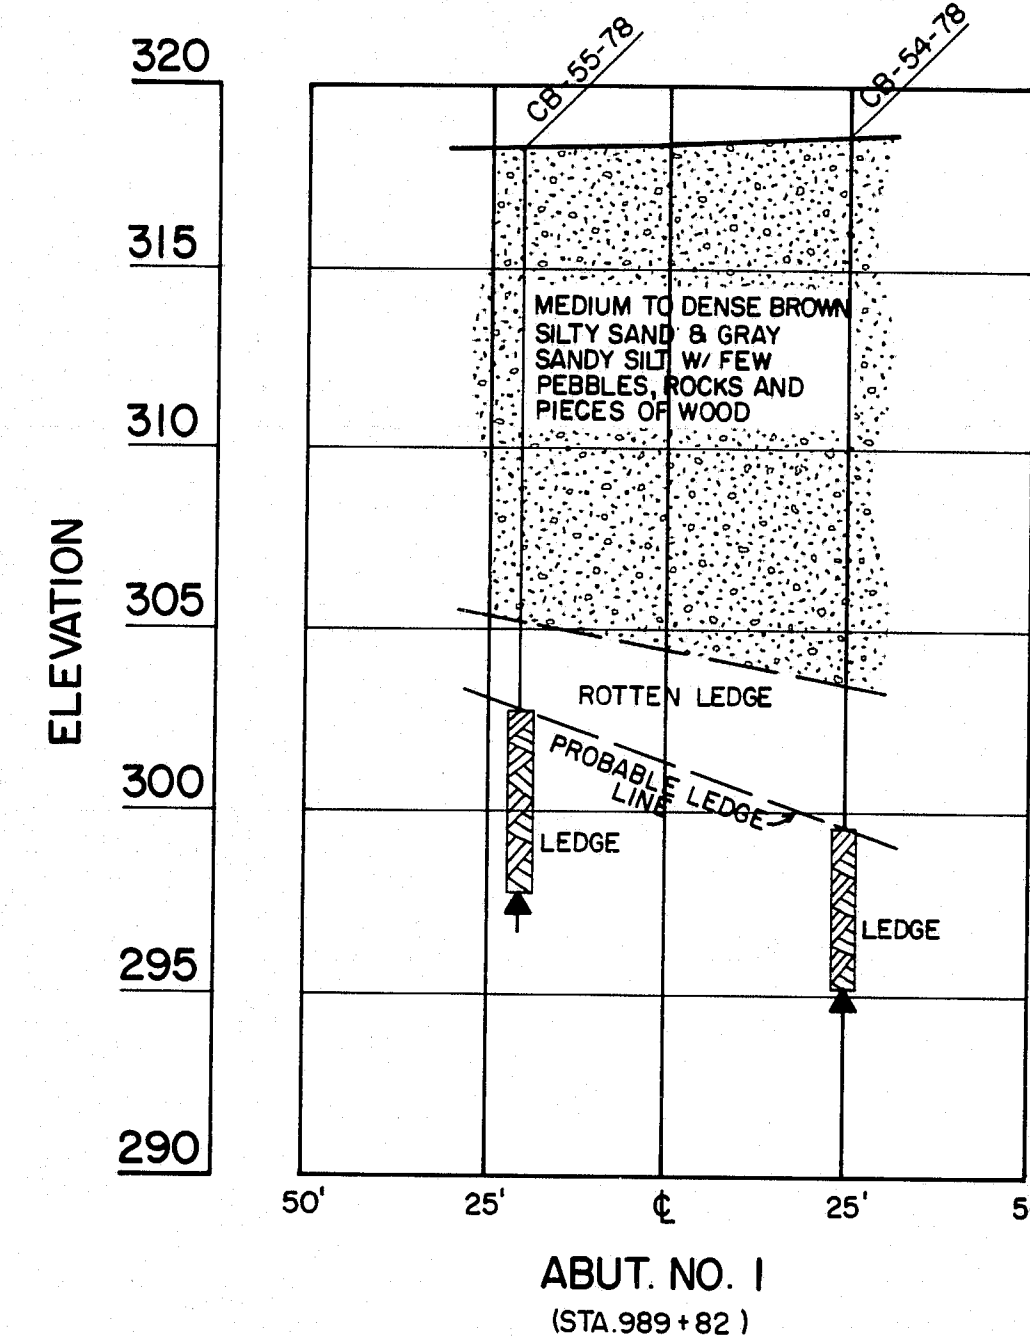 CB-55-78
CB-54-78
320
315
310
305
300
295
290
ELEVATION
MEDIUM TO DENSE BROWN
SILTY SAND & GRAY
SANDY SILT W/ FEW
PEBBLES, ROCKS AND
PIECES OF WOOD
ROTTEN LEDGE
PROBABLE LEDGE
LINE
LEDGE
LEDGE
50' 25' ℄ 25' 5
ABUT. NO. 1
(STA.989+82)